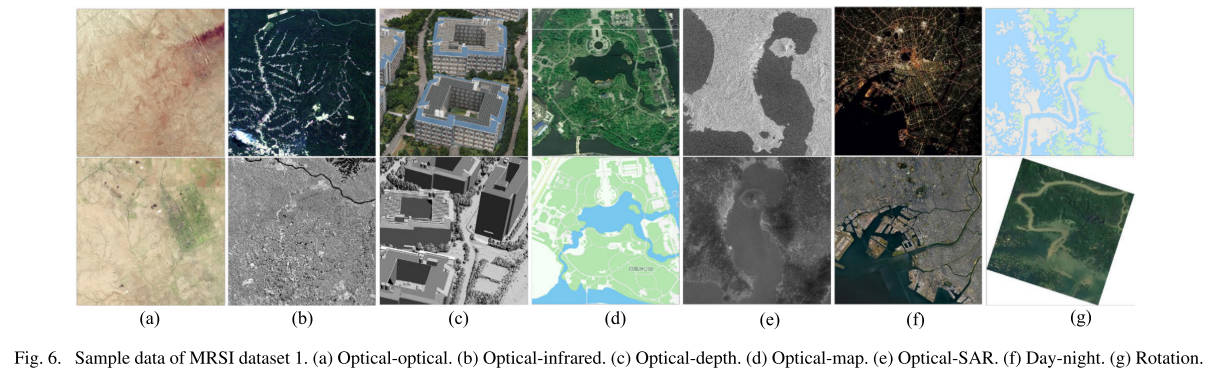 (a) (b) (c) (d) (e) (f) (g)
Fig. 6. Sample data of MRSI dataset 1. (a) Optical-optical. (b) Optical-infrared. (c) Optical-depth. (d) Optical-map. (e) Optical-SAR. (f) Day-night. (g) Rotation.